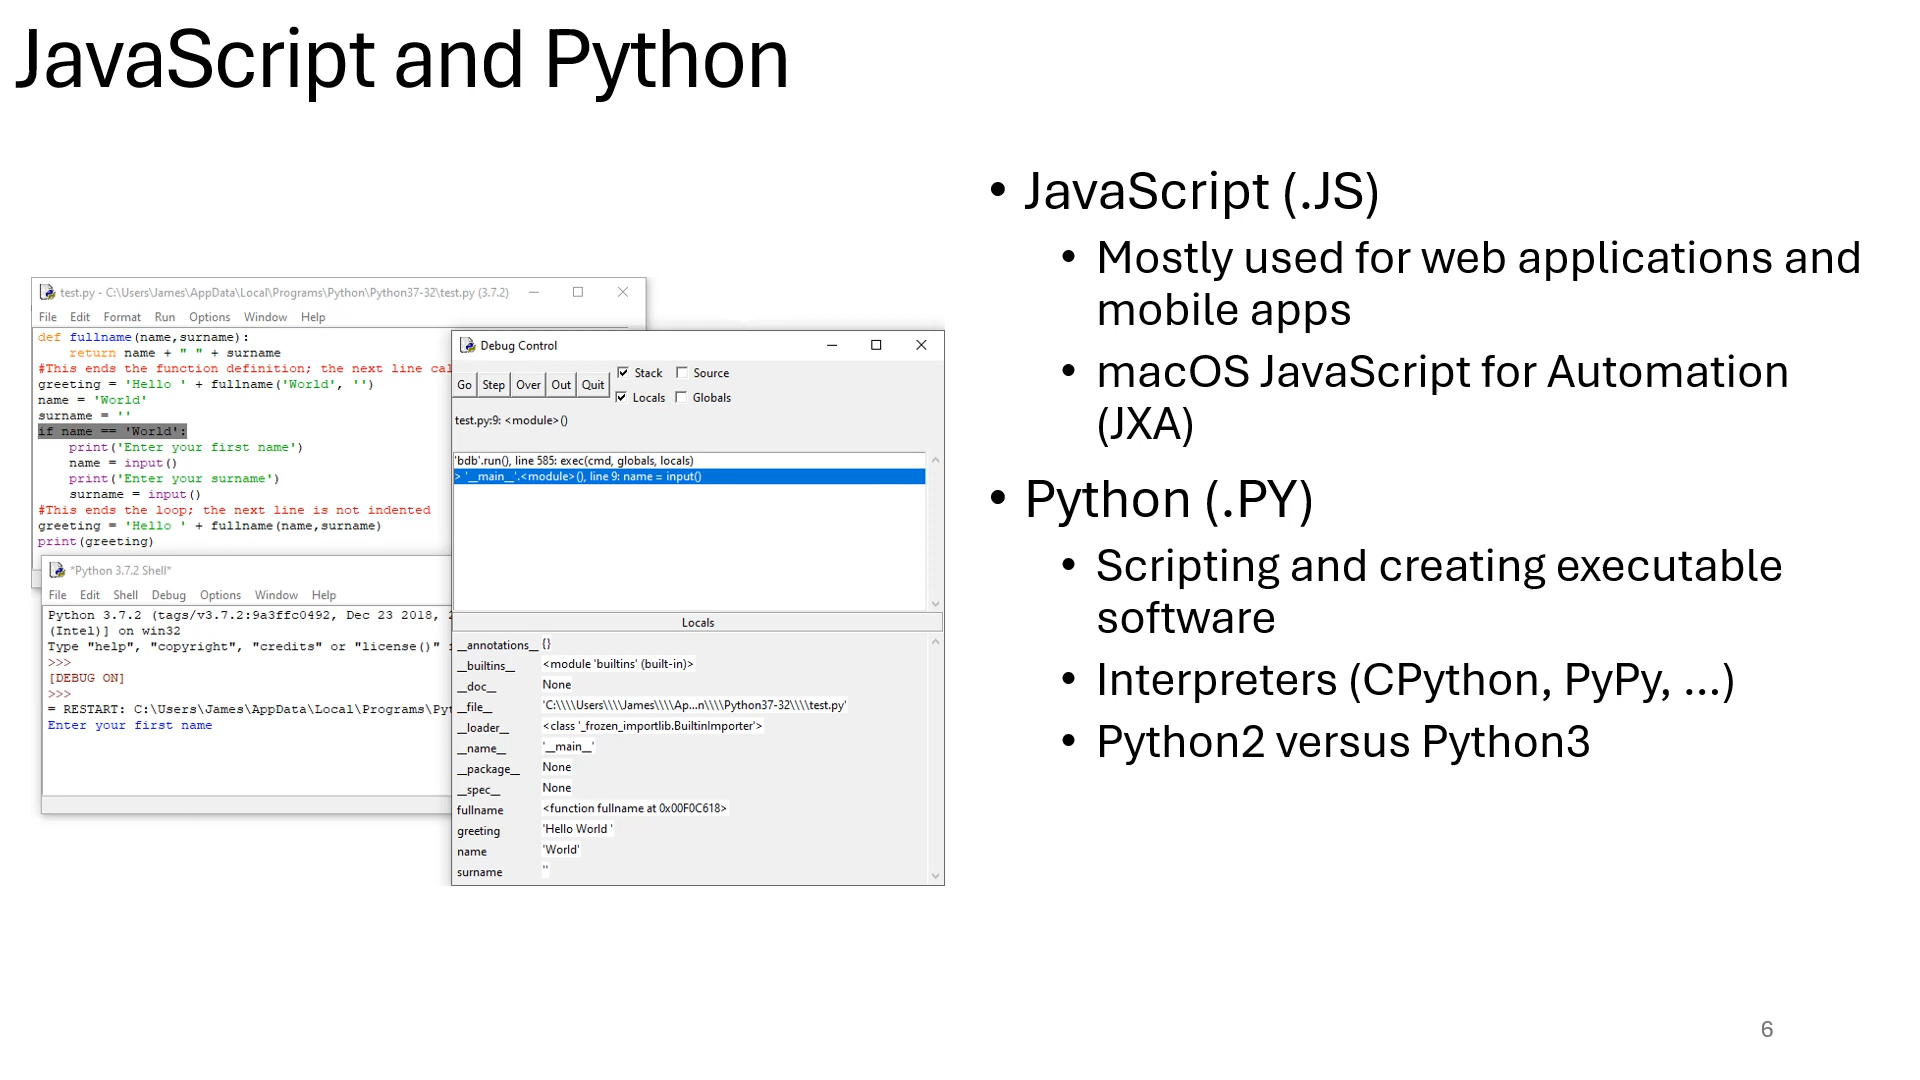 JavaScript and Python
test.py - C:\Users\James\AppData\Local\Programs\Python\Python37-32\test.py (3.7.2)
File Edit Format Run Options Window Help
def fullname(name,surname):
    return name + " " + surname
#This ends the function definition; the next line
greeting = 'Hello ' + fullname('World', '')
name = 'World'
surname = ''
if name == 'World':
    print('Enter your first name')
    name = input()
    print('Enter your surname')
    surname = input()
#This ends the loop; the next line is not indented
greeting = 'Hello ' + fullname(name,surname)
print(greeting)
*Python 3.7.2 Shell*
File Edit Shell Debug Options Window Help
Python 3.7.2 (tags/v3.7.2:9a3ffc0492, Dec 23 2018,
(Intel)] on win32
Type "help", "copyright", "credits" or "license()"
>>>
[DEBUG ON]
>>>
= RESTART: C:\Users\James\AppData\Local\Programs\Pyt
Enter your first name
Debug Control
Go Step Over Out Quit
Stack Source
Locals Globals
test.py:9: <module>()
'bdb'.run(), line 585: exec(cmd, globals, locals)
> '__main__'.<module>(), line 9: name = input()
Locals
__annotations__ {}
__builtins__ <module 'builtins' (built-in)>
__doc__ None
__file__ 'C:\\\\Users\\\\James\\\\Ap...n\\\\Python37-32\\\\test.py'
__loader__ <class '_frozen_importlib.BuiltinImporter'>
__name__ '__main__'
__package__ None
__spec__ None
fullname <function fullname at 0x00F0C618>
greeting 'Hello World '
name 'World'
surname ''
• JavaScript (.JS)
• Mostly used for web applications and
mobile apps
• macOS JavaScript for Automation
(JXA)
• Python (.PY)
• Scripting and creating executable
software
• Interpreters (CPython, PyPy, ...)
• Python2 versus Python3
6